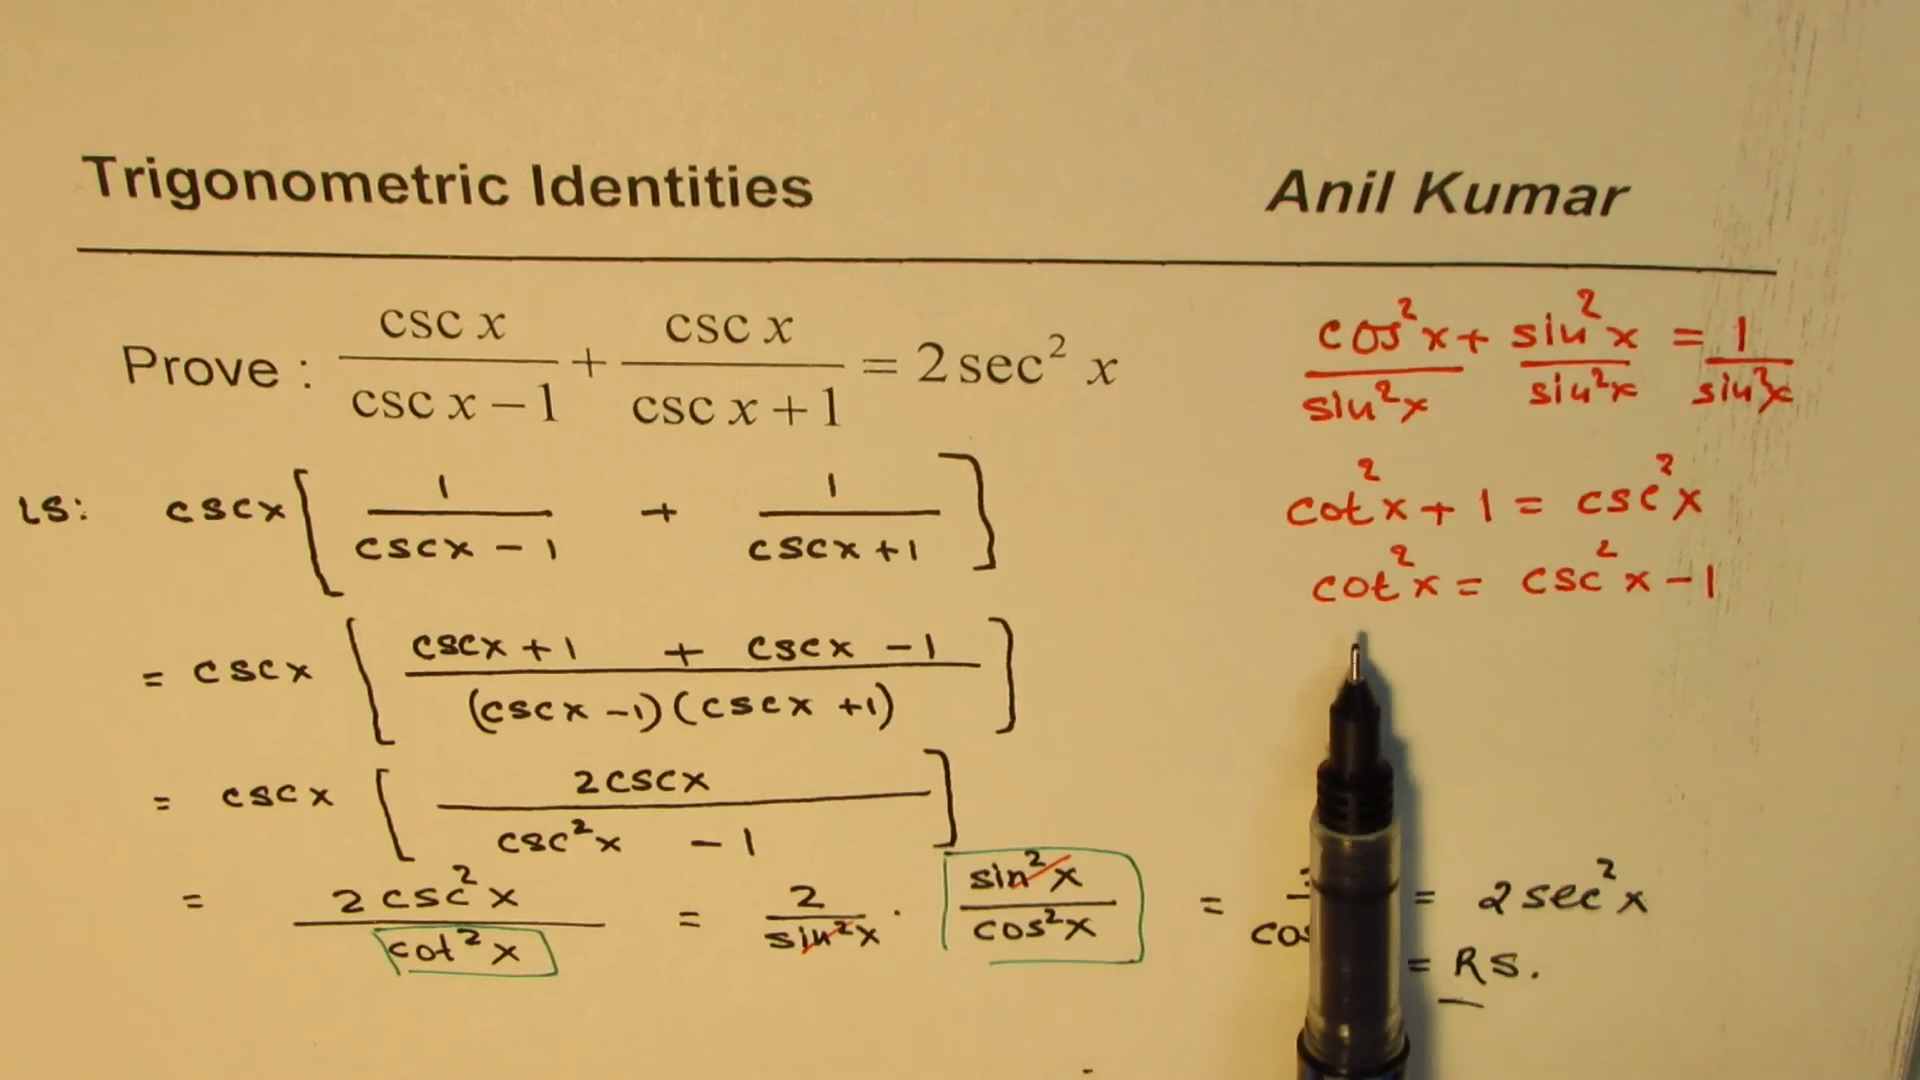 Trigonometric Identities Anil Kumar
Prove : csc x / (csc x − 1) + csc x / (csc x + 1) = 2 sec² x
cos²x / sin²x + sin²x / sin²x = 1 / sin²x
cot²x + 1 = csc²x
cot²x = csc²x − 1
LS: cscx [ 1 / (cscx − 1) + 1 / (cscx + 1) ]
= cscx [ (cscx + 1 + cscx − 1) / ((cscx − 1)(cscx + 1)) ]
= cscx [ 2cscx / (csc²x − 1) ]
= 2csc²x / cot²x = 2 / sin²x · sin²x / cos²x = = 2sec²x
= RS.